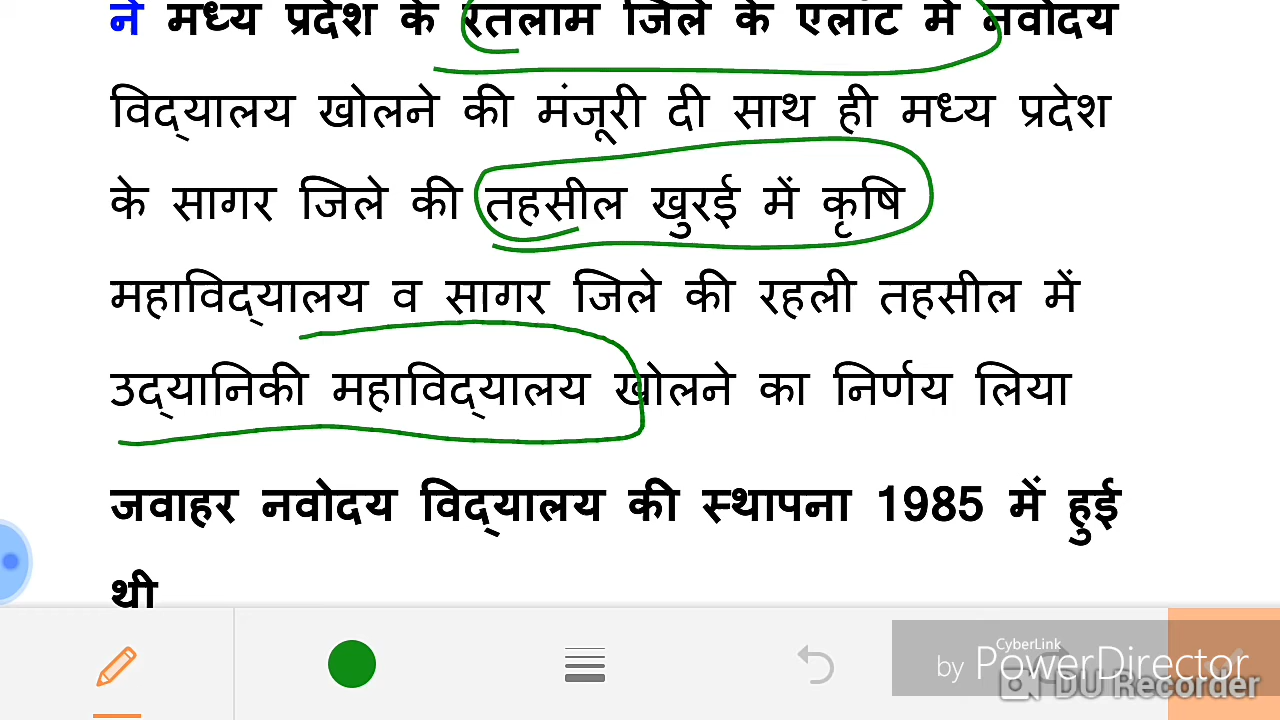 ने मध्य प्रदेश के रतलाम जिले के एलोट में नवोदय
विद्यालय खोलने की मंजूरी दी साथ ही मध्य प्रदेश
के सागर जिले की तहसील खुरई में कृषि
महाविद्यालय व सागर जिले की रहली तहसील में
उद्यानिकी महाविद्यालय खोलने का निर्णय लिया
जवाहर नवोदय विद्यालय की स्थापना 1985 में हुई
थी
CyberLink
by PowerDirector
DU Recorder